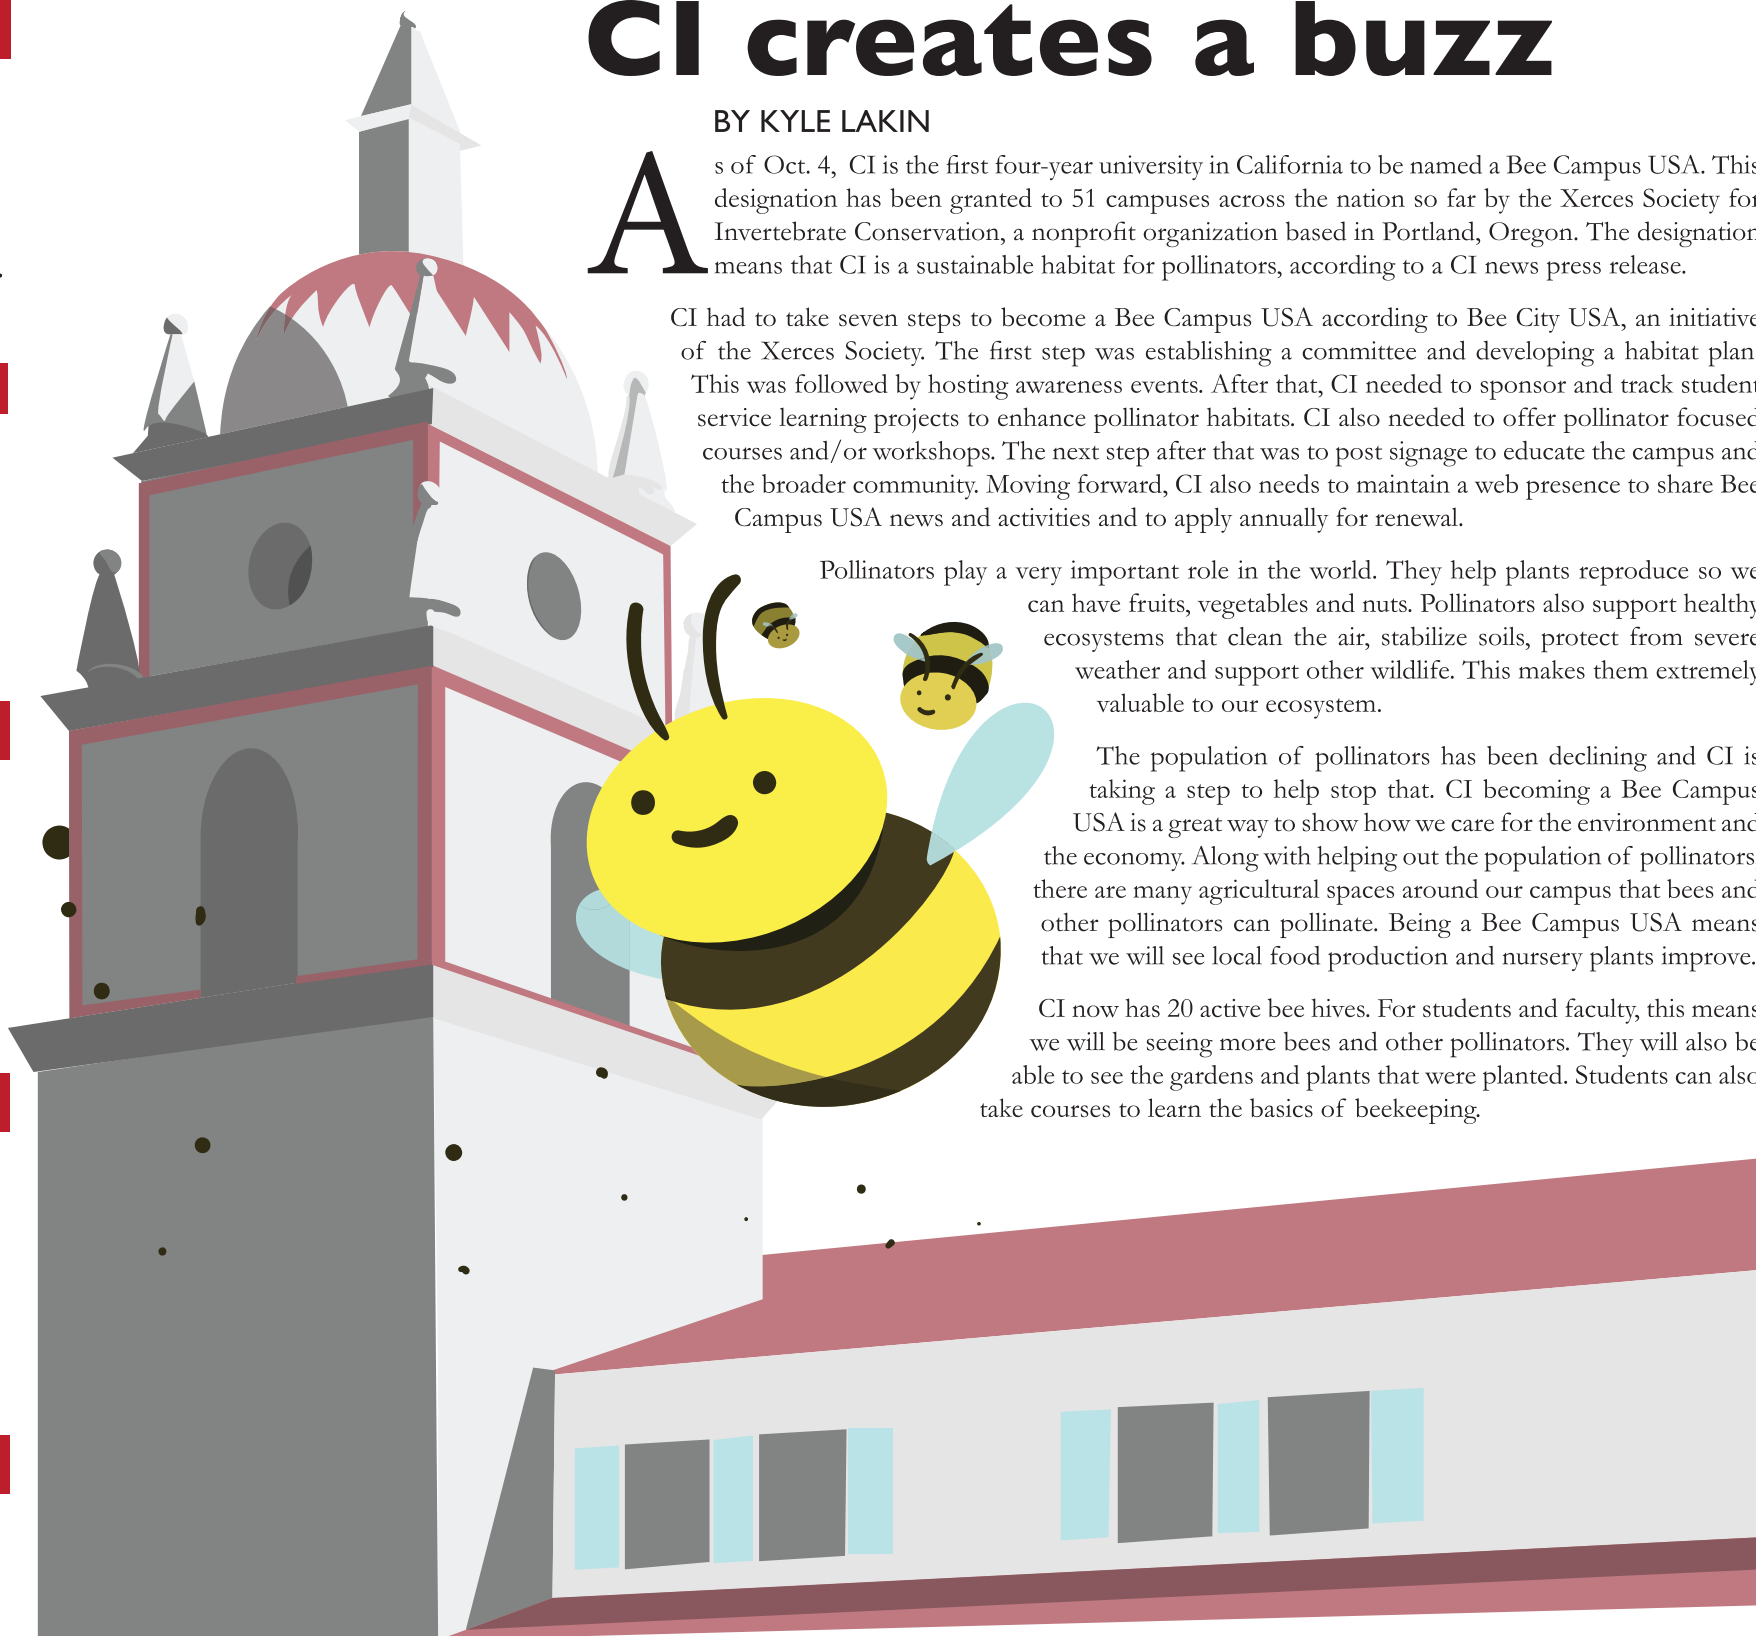 CI creates a buzz
BY KYLE LAKIN
As of Oct. 4, CI is the first four-year university in California to be named a Bee Campus USA. This
designation has been granted to 51 campuses across the nation so far by the Xerces Society for
Invertebrate Conservation, a nonprofit organization based in Portland, Oregon. The designation
means that CI is a sustainable habitat for pollinators, according to a CI news press release.
CI had to take seven steps to become a Bee Campus USA according to Bee City USA, an initiative
of the Xerces Society. The first step was establishing a committee and developing a habitat plan
This was followed by hosting awareness events. After that, CI needed to sponsor and track student
service learning projects to enhance pollinator habitats. CI also needed to offer pollinator focused
courses and/or workshops. The next step after that was to post signage to educate the campus and
the broader community. Moving forward, CI also needs to maintain a web presence to share Bee
Campus USA news and activities and to apply annually for renewal.
Pollinators play a very important role in the world. They help plants reproduce so we
can have fruits, vegetables and nuts. Pollinators also support healthy
ecosystems that clean the air, stabilize soils, protect from severe
weather and support other wildlife. This makes them extremely
valuable to our ecosystem.
The population of pollinators has been declining and CI is
taking a step to help stop that. CI becoming a Bee Campus
USA is a great way to show how we care for the environment and
the economy. Along with helping out the population of pollinators
there are many agricultural spaces around our campus that bees and
other pollinators can pollinate. Being a Bee Campus USA means
that we will see local food production and nursery plants improve.
CI now has 20 active bee hives. For students and faculty, this means
we will be seeing more bees and other pollinators. They will also be
able to see the gardens and plants that were planted. Students can also
take courses to learn the basics of beekeeping.